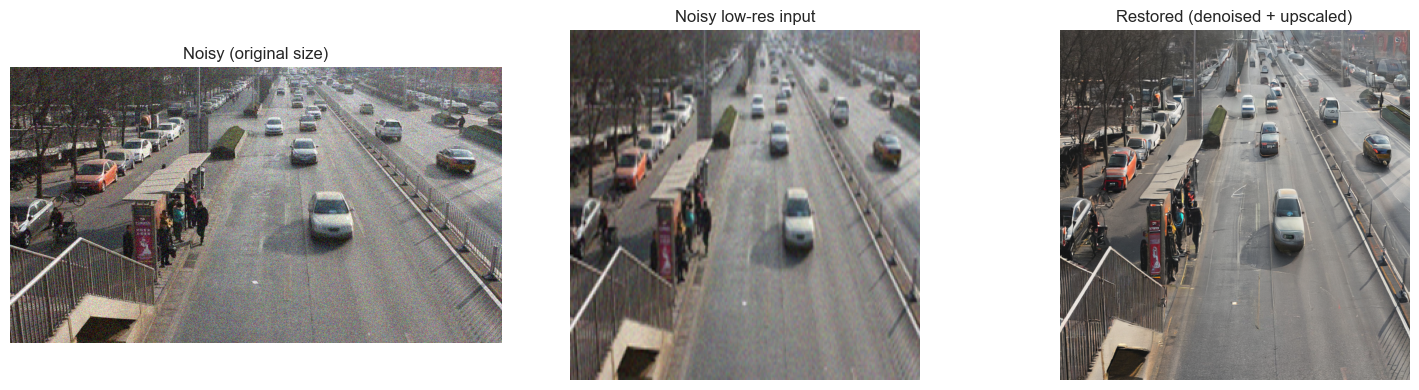 Noisy (original size)
Noisy low-res input
Restored (denoised + upscaled)